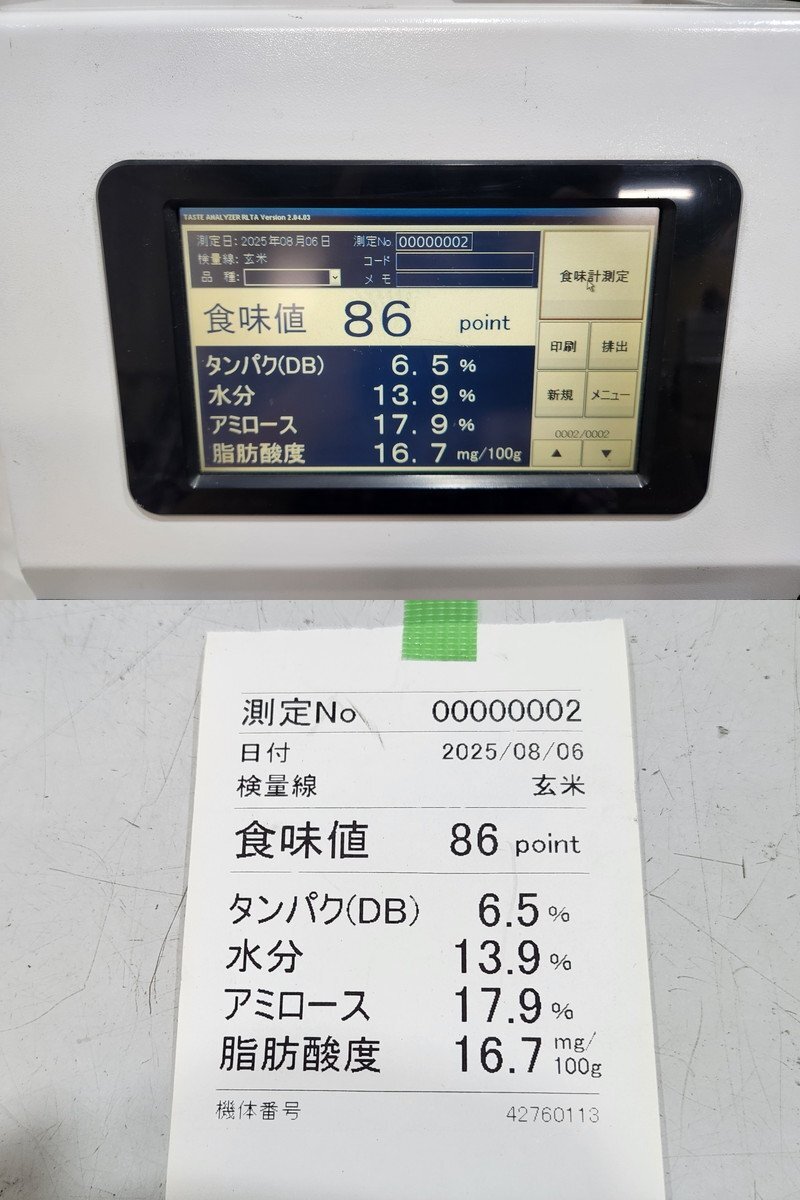 TASTE ANALYZER RLTA Version 2.04.03
測定日: 2025年08月06日 測定No 00000002
検量線: 玄米 コード
品種: メモ
食味計測定
食味値 86 point
印刷 排出
タンパク(DB) 6.5 %
水分 13.9 %
新規 メニュー
アミロース 17.9 %
0002/0002
脂肪酸度 16.7 mg/100g
▲ ▼
測定No 00000002
日付 2025/08/06
検量線 玄米
食味値 86 point
タンパク(DB) 6.5 %
水分 13.9 %
アミロース 17.9 %
脂肪酸度 16.7 mg/100g
機体番号 42760113